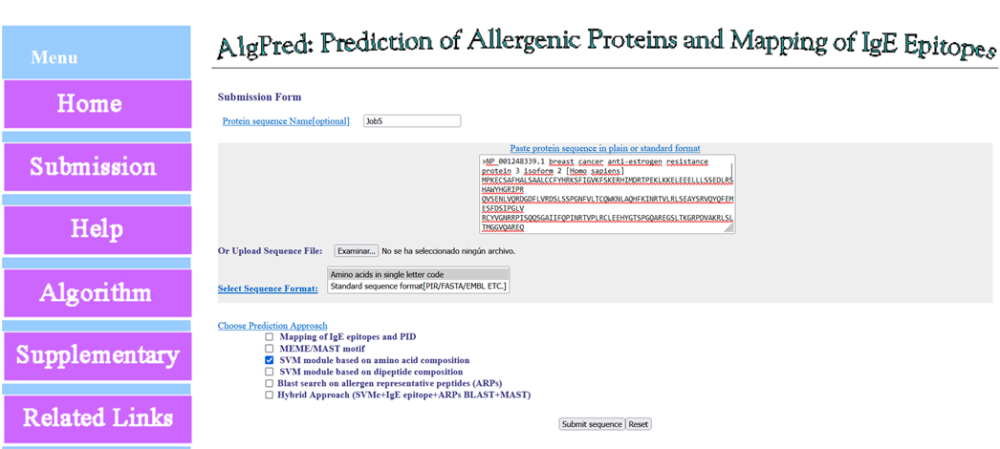 AlgPred: Prediction of Allergenic Proteins and Mapping of IgE Epitopes
Menu
Home
Submission
Help
Algorithm
Supplementary
Related Links
Submission Form
Protein sequence Name[optional] Job5
Paste protein sequence in plain or standard format
>NP_001248339.1 breast cancer anti-estrogen resistance
protein 3 isoform 2 [Homo sapiens]
MPKECSAFHALSAALCCFYHRKSFIGVKFSKERHIMDRTPEKLKKELEEELLLSSEDLRS
HAWYHGRIPR
QVSENLVQRDGDFLVRDSLSSPGNFVLTCQWKNLAQHFKINRTVLRLSEAYSRVQYQFEM
ESFDSIPGLV
RCYVGNRRPISQQSGAIIFQPINRTVPLRCLEEHYGTSPGQAREGSLTKGRPDVAKRLSL
TMGGVQAREQ
Or Upload Sequence File: Examinar... No se ha seleccionado ningún archivo.
Select Sequence Format:
Amino acids in single letter code
Standard sequence format[PIR/FASTA/EMBL ETC.]
Choose Prediction Approach
Mapping of IgE epitopes and PID
MEME/MAST motif
SVM module based on amino acid composition
SVM module based on dipeptide composition
Blast search on allergen representative peptides (ARPs)
Hybrid Approach (SVMc+IgE epitope+ARPs BLAST+MAST)
Submit sequence Reset